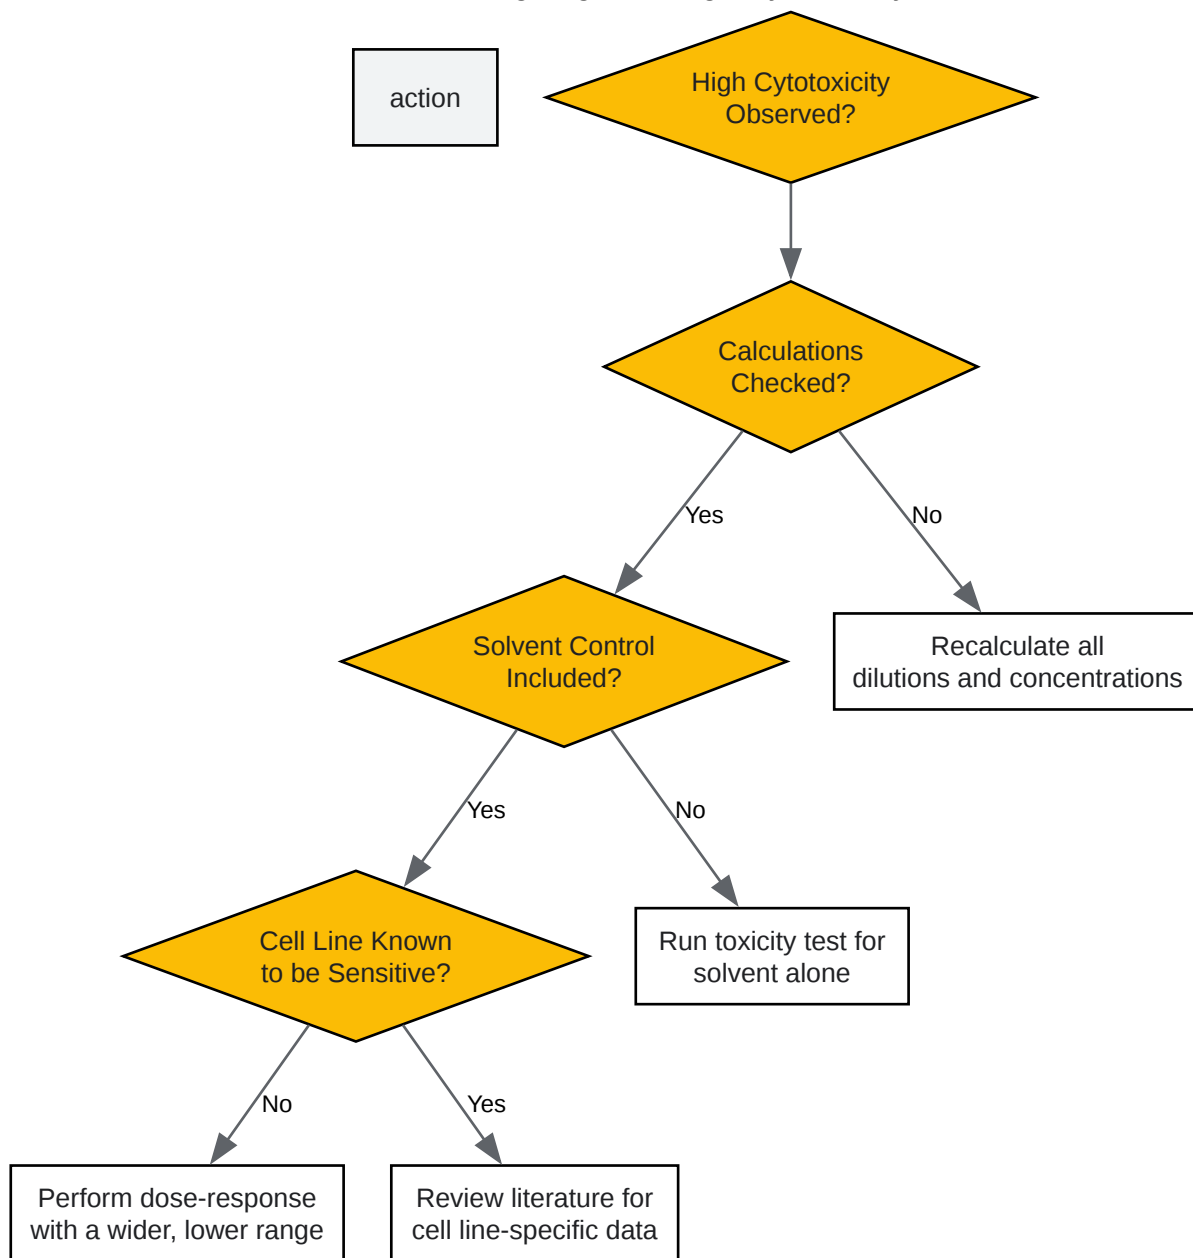 action
High Cytotoxicity
Observed?
Calculations
Checked?
Yes
No
Solvent Control
Included?
Recalculate all
dilutions and concentrations
Yes
No
Cell Line Known
to be Sensitive?
Run toxicity test for
solvent alone
No
Yes
Perform dose-response
with a wider, lower range
Review literature for
cell line-specific data